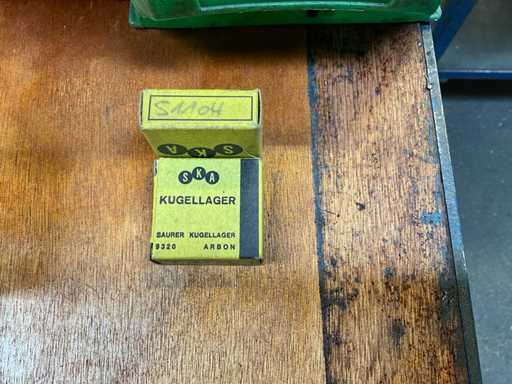 S1104
SKA
SKA
KUGELLAGER
SAURER KUGELLAGER
9320 ARBON